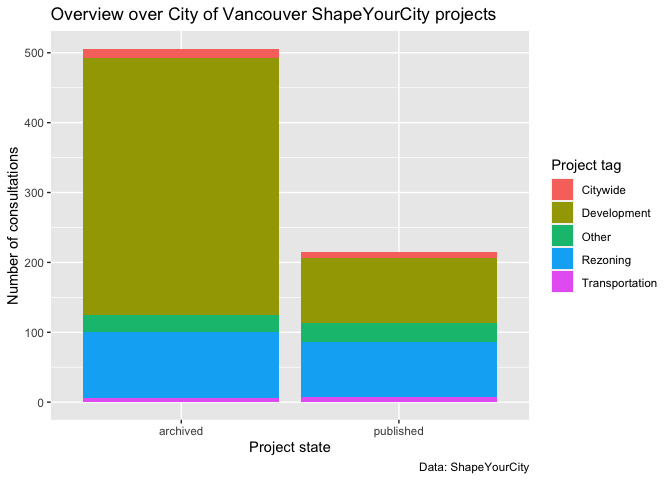 Overview over City of Vancouver ShapeYourCity projects
Number of consultations
500
400
300
200
100
0
archived
published
Project state
Project tag
Citywide
Development
Other
Rezoning
Transportation
Data: ShapeYourCity